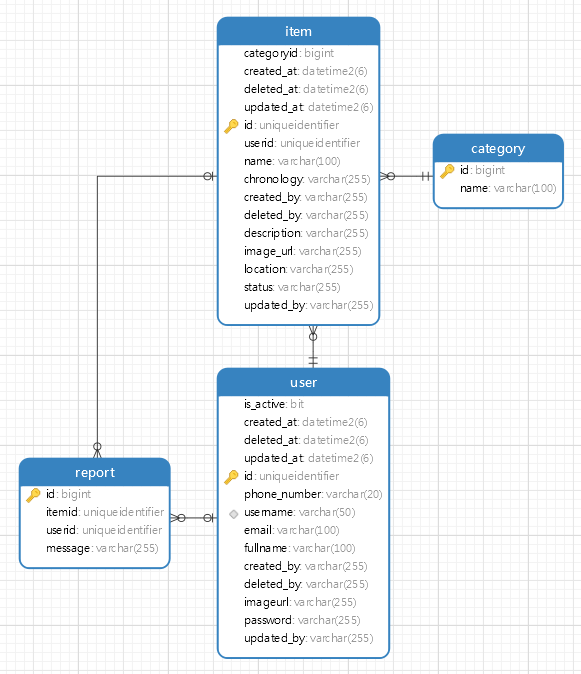 item
categoryid: bigint
created_at: datetime2(6)
deleted_at: datetime2(6)
updated_at: datetime2(6)
id: uniqueidentifier
userid: uniqueidentifier
name: varchar(100)
chronology: varchar(255)
created_by: varchar(255)
deleted_by: varchar(255)
description: varchar(255)
image_url: varchar(255)
location: varchar(255)
status: varchar(255)
updated_by: varchar(255)
category
id: bigint
name: varchar(100)
user
is_active: bit
created_at: datetime2(6)
deleted_at: datetime2(6)
updated_at: datetime2(6)
id: uniqueidentifier
phone_number: varchar(20)
username: varchar(50)
email: varchar(100)
fullname: varchar(100)
created_by: varchar(255)
deleted_by: varchar(255)
imageurl: varchar(255)
password: varchar(255)
updated_by: varchar(255)
report
id: bigint
itemid: uniqueidentifier
userid: uniqueidentifier
message: varchar(255)